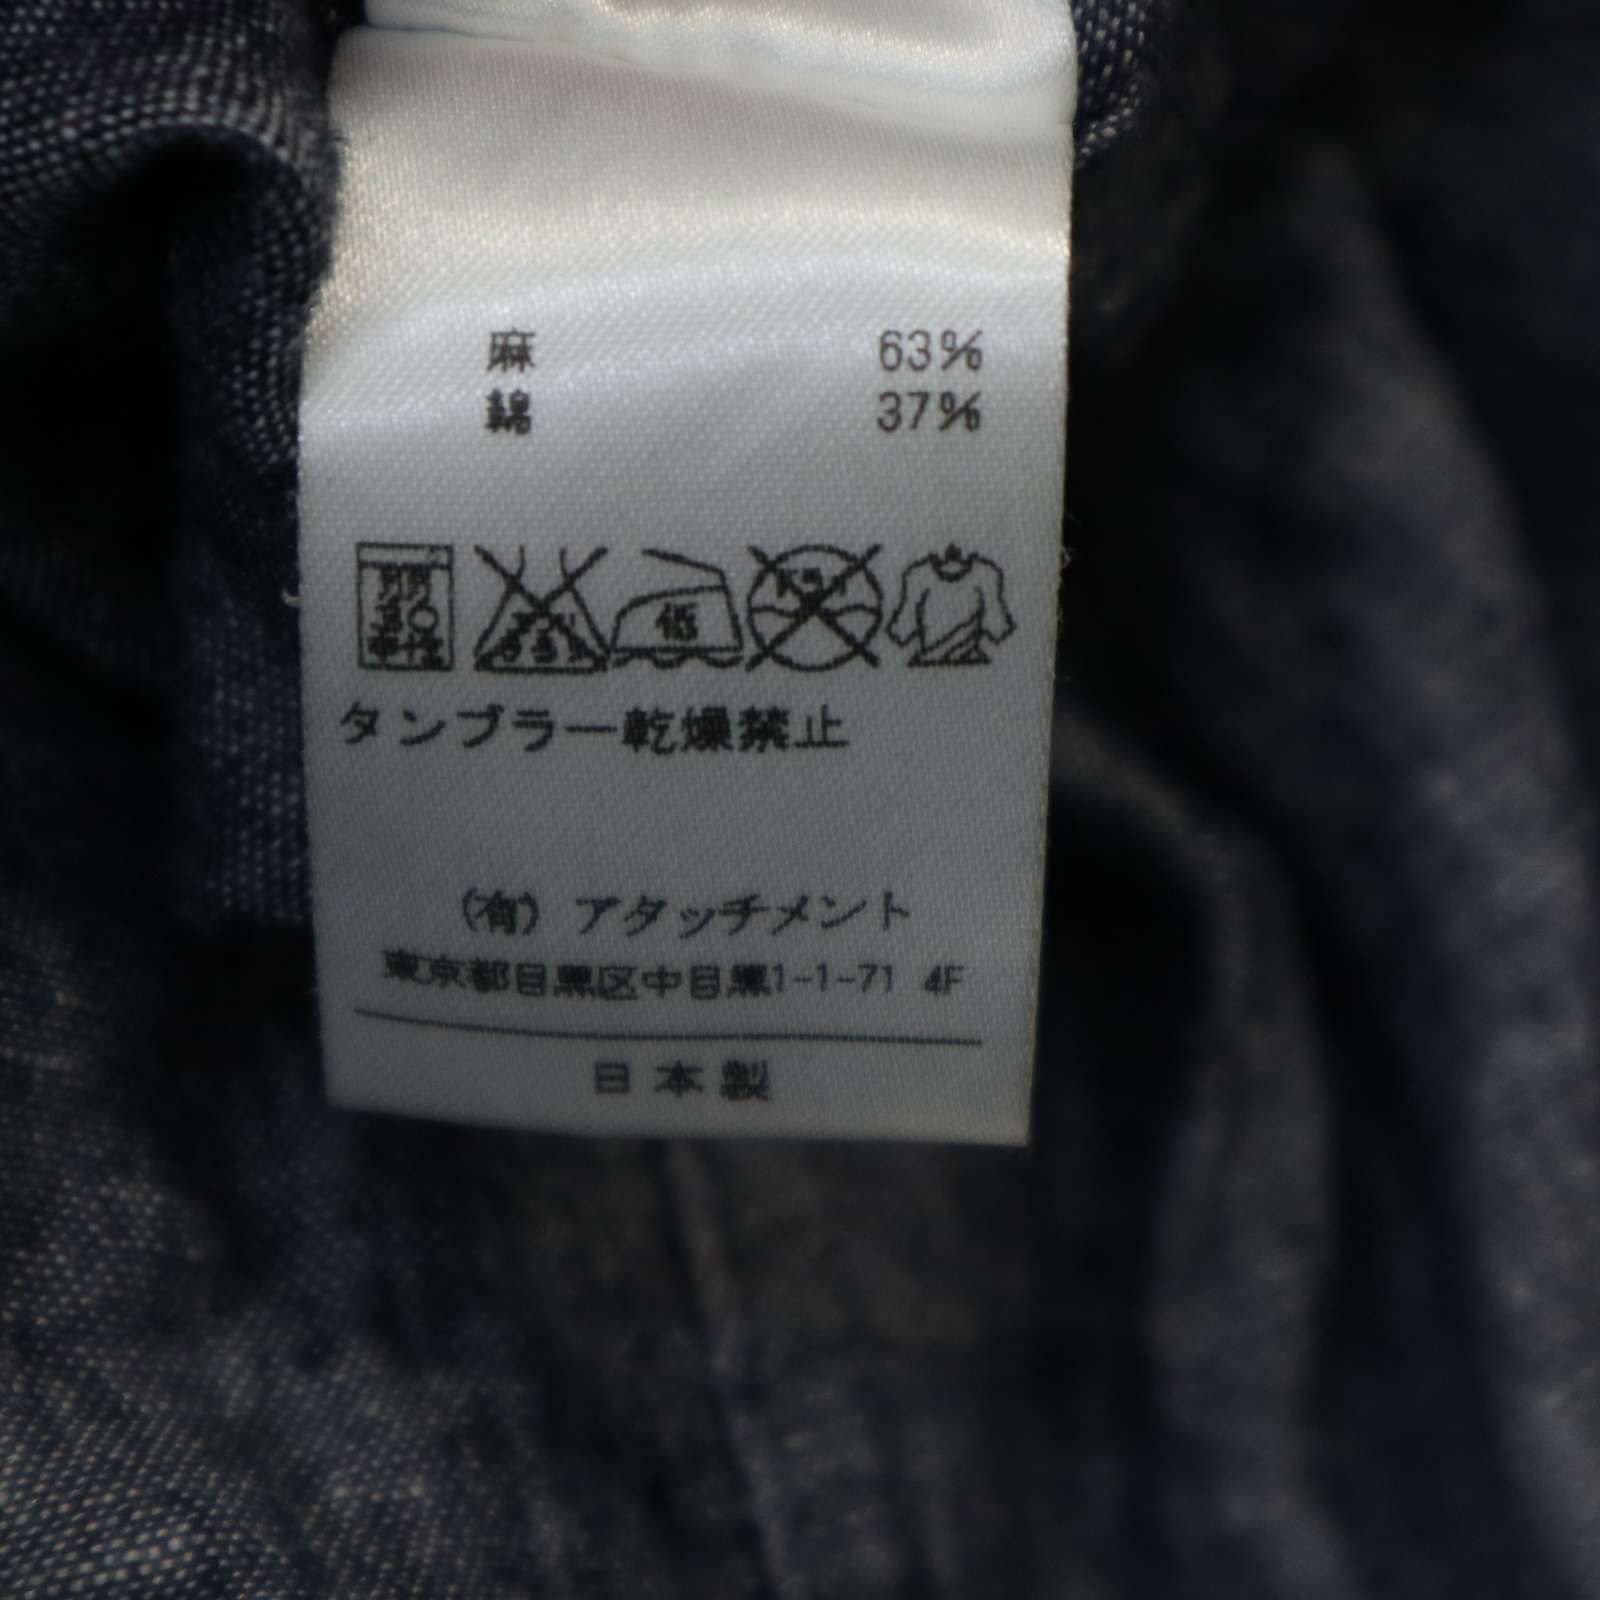 麻 63%
綿 37%
低
タンブラー乾燥禁止
(有) アタッチメント
東京都目黒区中目黒1-1-71 4F
日本製